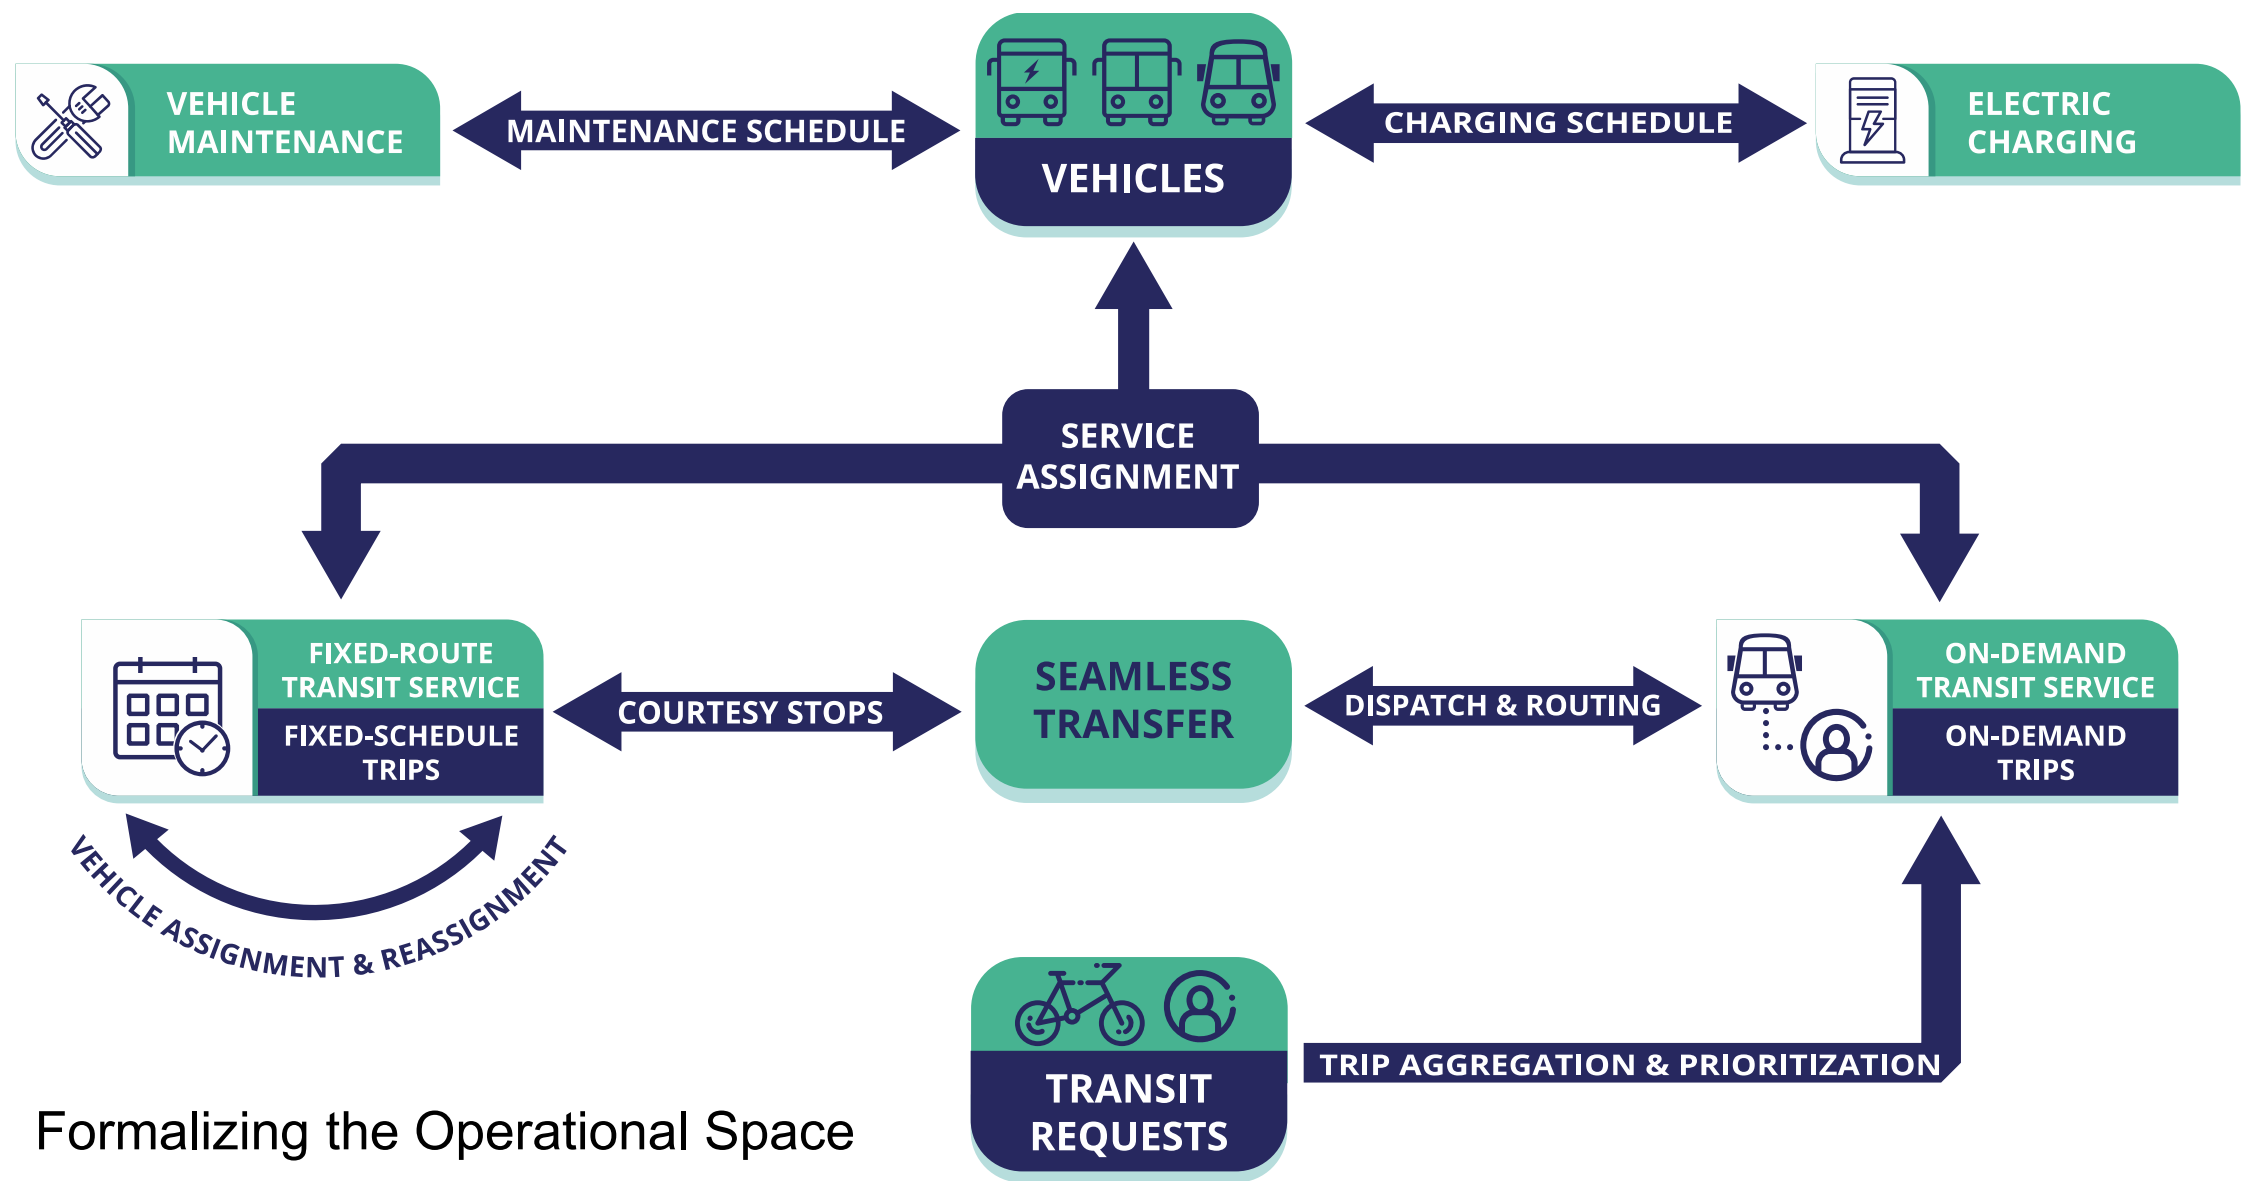 VEHICLE
MAINTENANCE
MAINTENANCE SCHEDULE
VEHICLES
CHARGING SCHEDULE
ELECTRIC
CHARGING
SERVICE
ASSIGNMENT
FIXED-ROUTE
TRANSIT SERVICE
FIXED-SCHEDULE
TRIPS
COURTESY STOPS
SEAMLESS
TRANSFER
DISPATCH & ROUTING
ON-DEMAND
TRANSIT SERVICE
ON-DEMAND
TRIPS
VEHICLE ASSIGNMENT & REASSIGNMENT
TRANSIT
REQUESTS
TRIP AGGREGATION & PRIORITIZATION
Formalizing the Operational Space